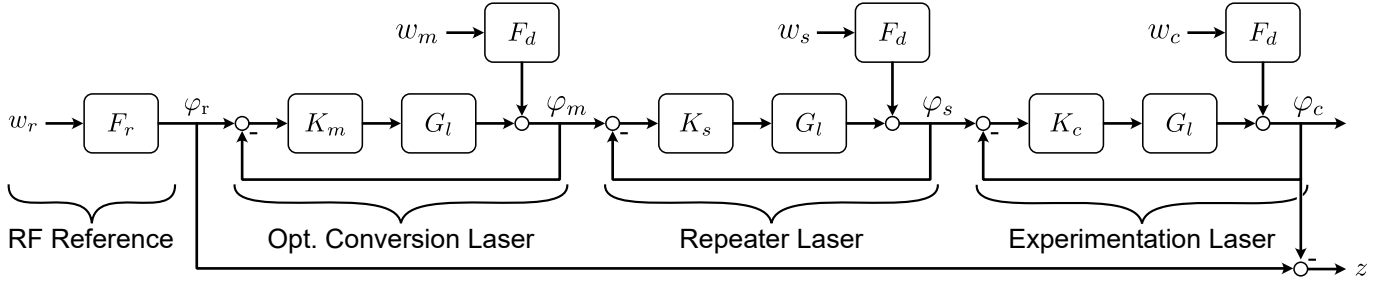 w_m F_d w_s F_d w_c F_d
w_r F_r φ_r - K_m G_l φ_m - K_s G_l φ_s - K_c G_l φ_c
RF Reference Opt. Conversion Laser Repeater Laser Experimentation Laser
- z